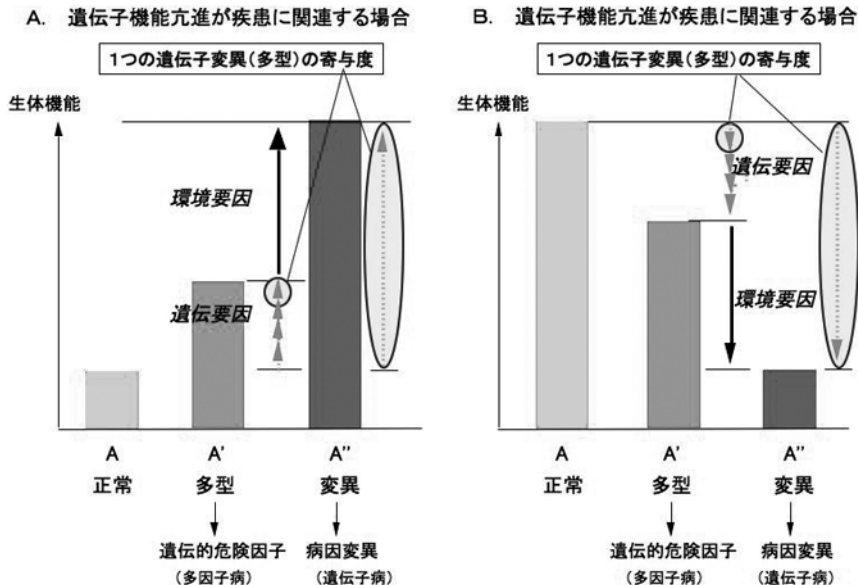 A. 遺伝子機能亢進が疾患に関連する場合
1つの遺伝子変異(多型)の寄与度
生体機能
環境要因
遺伝要因
A
A'
A''
正常
多型
変異
遺伝的危険因子
(多因子病)
病因変異
(遺伝子病)
B. 遺伝子機能亢進が疾患に関連する場合
1つの遺伝子変異(多型)の寄与度
生体機能
遺伝要因
環境要因
A
A'
A''
正常
多型
変異
遺伝的危険因子
(多因子病)
病因変異
(遺伝子病)